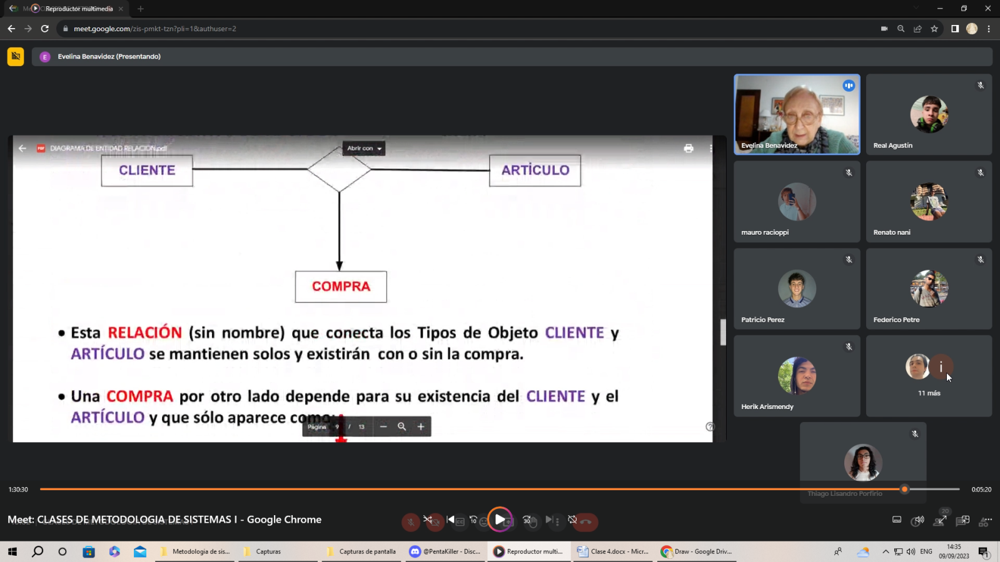 Reproductor multimedia
meet.google.com/zis-pmkt-tzn?pli=1&authuser=2
E
Evelina Benavidez (Presentando)
DIAGRAMA DE ENTIDAD RELACION.pdf
Abrir con
CLIENTE
ARTÍCULO
COMPRA
• Esta RELACIÓN (sin nombre) que conecta los Tipos de Objeto CLIENTE y
ARTÍCULO se mantienen solos y existirán con o sin la compra.
• Una COMPRA por otro lado depende para su existencia del CLIENTE y el
ARTÍCULO y que sólo aparece como
Página 9 / 13
Evelina Benavidez
Real Agustín
mauro racioppi
Renato nani
Patricio Perez
Federico Petre
Herik Arismendy
i
11 más
Thiago Lisandro Porfirio
1:30:30
0:05:20
Meet: CLASES DE METODOLOGIA DE SISTEMAS I - Google Chrome
10
30
20
Metodologia de sis...
Capturas
Capturas de pantalla
@PentaKiller - Disc...
Reproductor multi...
Clase 4.docx - Micr...
Draw - Google Driv...
ENG
14:35
09/09/2023
1